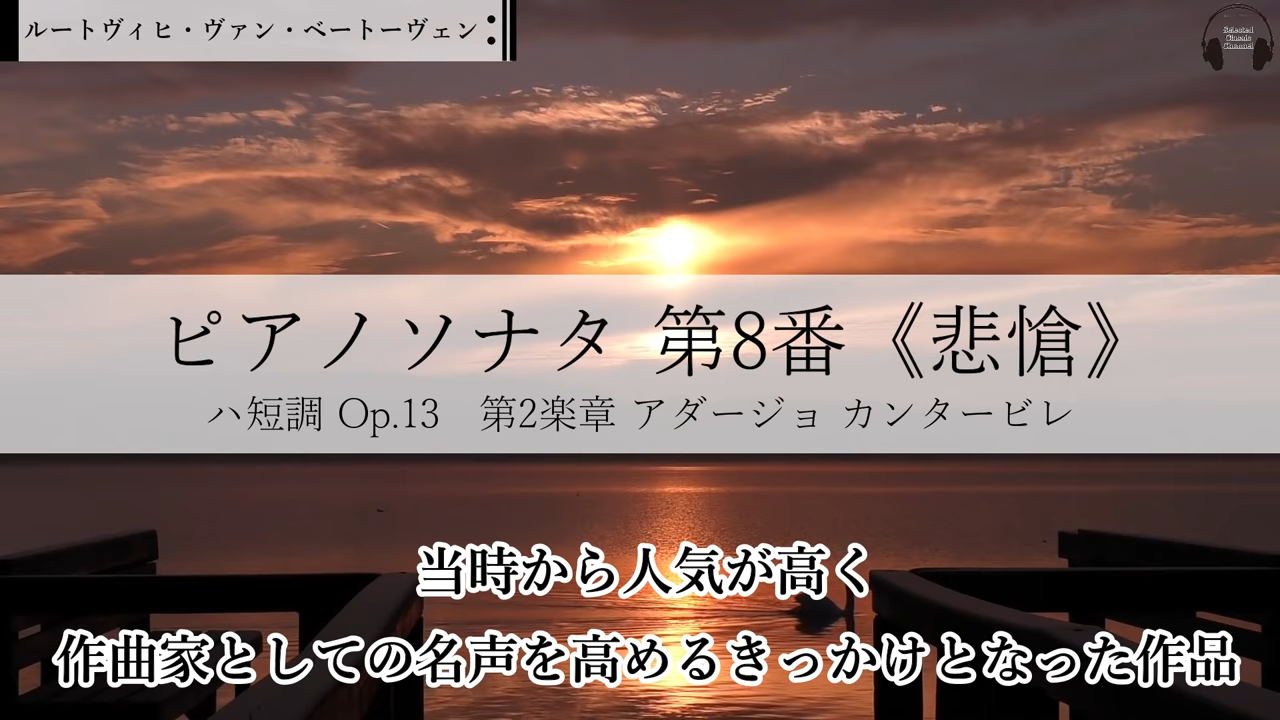 ルートヴィヒ・ヴァン・ベートーヴェン
Selected
Classic
Channel
ピアノソナタ 第8番《悲愴》
ハ短調 Op.13 第2楽章 アダージョ カンタービレ
当時から人気が高く
作曲家としての名声を高めるきっかけとなった作品